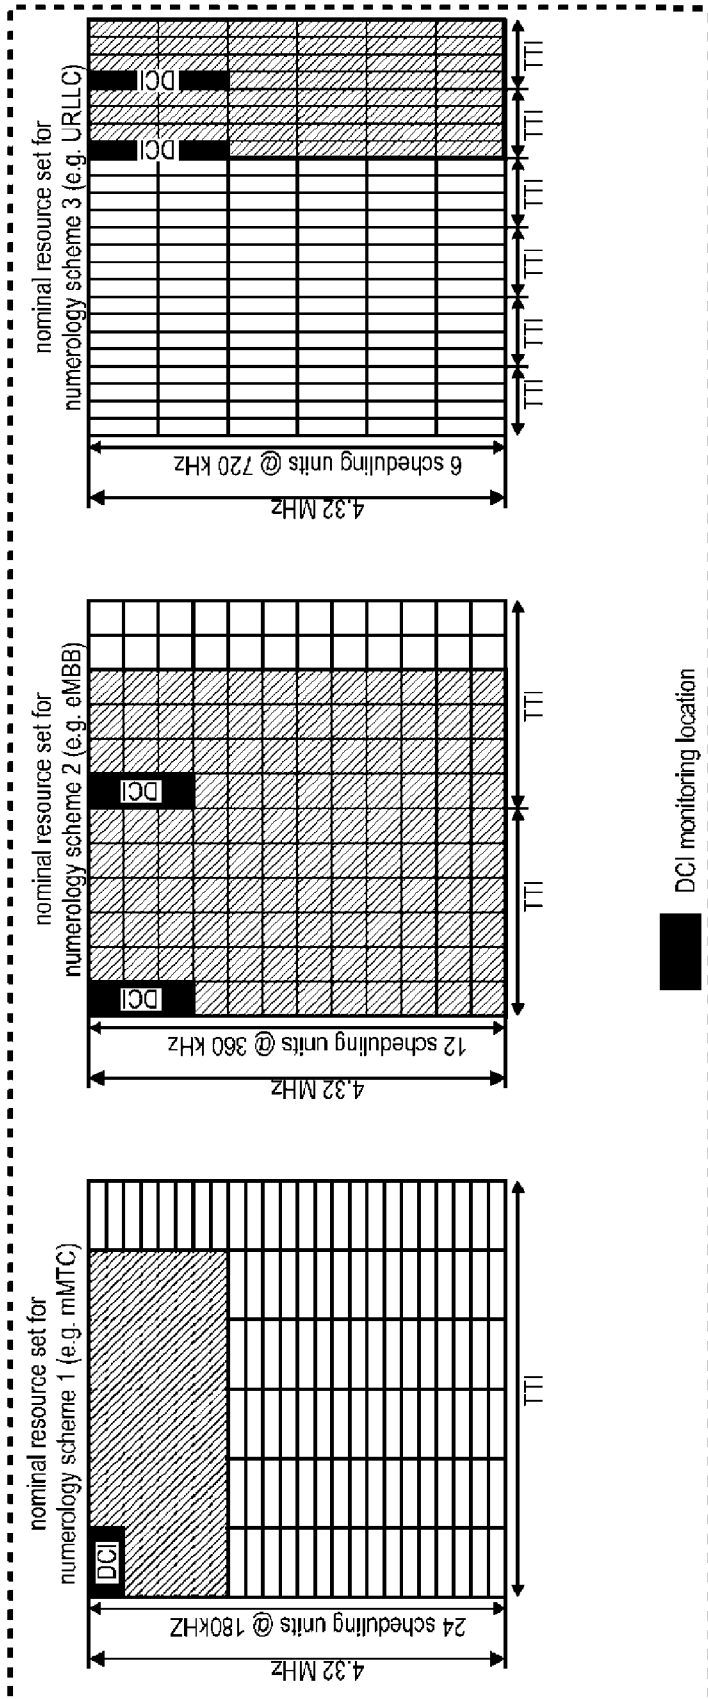 nominal resource set for
numerology scheme 1 (e.g. mMTC)
4.32 MHz
24 scheduling units @ 180kHZ
DCI
TTI
nominal resource set for
numerology scheme 2 (e.g. eMBB)
4.32 MHz
12 scheduling units @ 360 kHz
DCI
DCI
TTI
TTI
nominal resource set for
numerology scheme 3 (e.g. URLLC)
4.32 MHz
6 scheduling units @ 720 kHz
DCI
DCI
TTI
TTI
TTI
TTI
TTI
TTI
DCI monitoring location